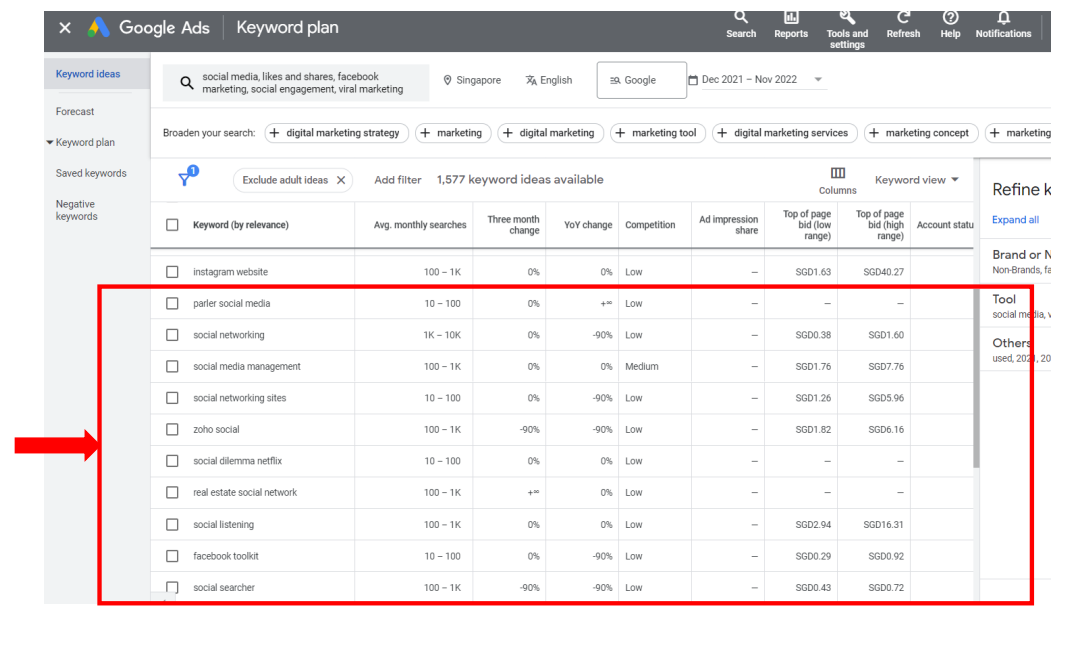 × Google Ads | Keyword plan
Search Reports Tools and settings Refresh Help Notifications
Keyword ideas
Forecast
Keyword plan
Saved keywords
Negative keywords
social media, likes and shares, facebook
marketing, social engagement, viral marketing
Singapore English Google Dec 2021 – Nov 2022
Broaden your search: + digital marketing strategy + marketing + digital marketing + marketing tool + digital marketing services + marketing concept + marketing
1 Exclude adult ideas × Add filter 1,577 keyword ideas available Columns Keyword view
Keyword (by relevance) Avg. monthly searches Three month change YoY change Competition Ad impression share Top of page bid (low range) Top of page bid (high range) Account statu
instagram website 100 – 1K 0% 0% Low – SGD1.63 SGD40.27
parler social media 10 – 100 0% +∞ Low – – –
social networking 1K – 10K 0% -90% Low – SGD0.38 SGD1.60
social media management 100 – 1K 0% 0% Medium – SGD1.76 SGD7.76
social networking sites 10 – 100 0% -90% Low – SGD1.26 SGD5.96
zoho social 100 – 1K -90% -90% Low – SGD1.82 SGD6.16
social dilemma netflix 10 – 100 0% 0% Low – – –
real estate social network 100 – 1K +∞ 0% Low – – –
social listening 100 – 1K 0% 0% Low – SGD2.94 SGD16.31
facebook toolkit 10 – 100 0% -90% Low – SGD0.29 SGD0.92
social searcher 100 – 1K -90% -90% Low – SGD0.43 SGD0.72
Refine k
Expand all
Brand or N
Non-Brands, fa
Tool
social media, v
Others
used, 2021, 20